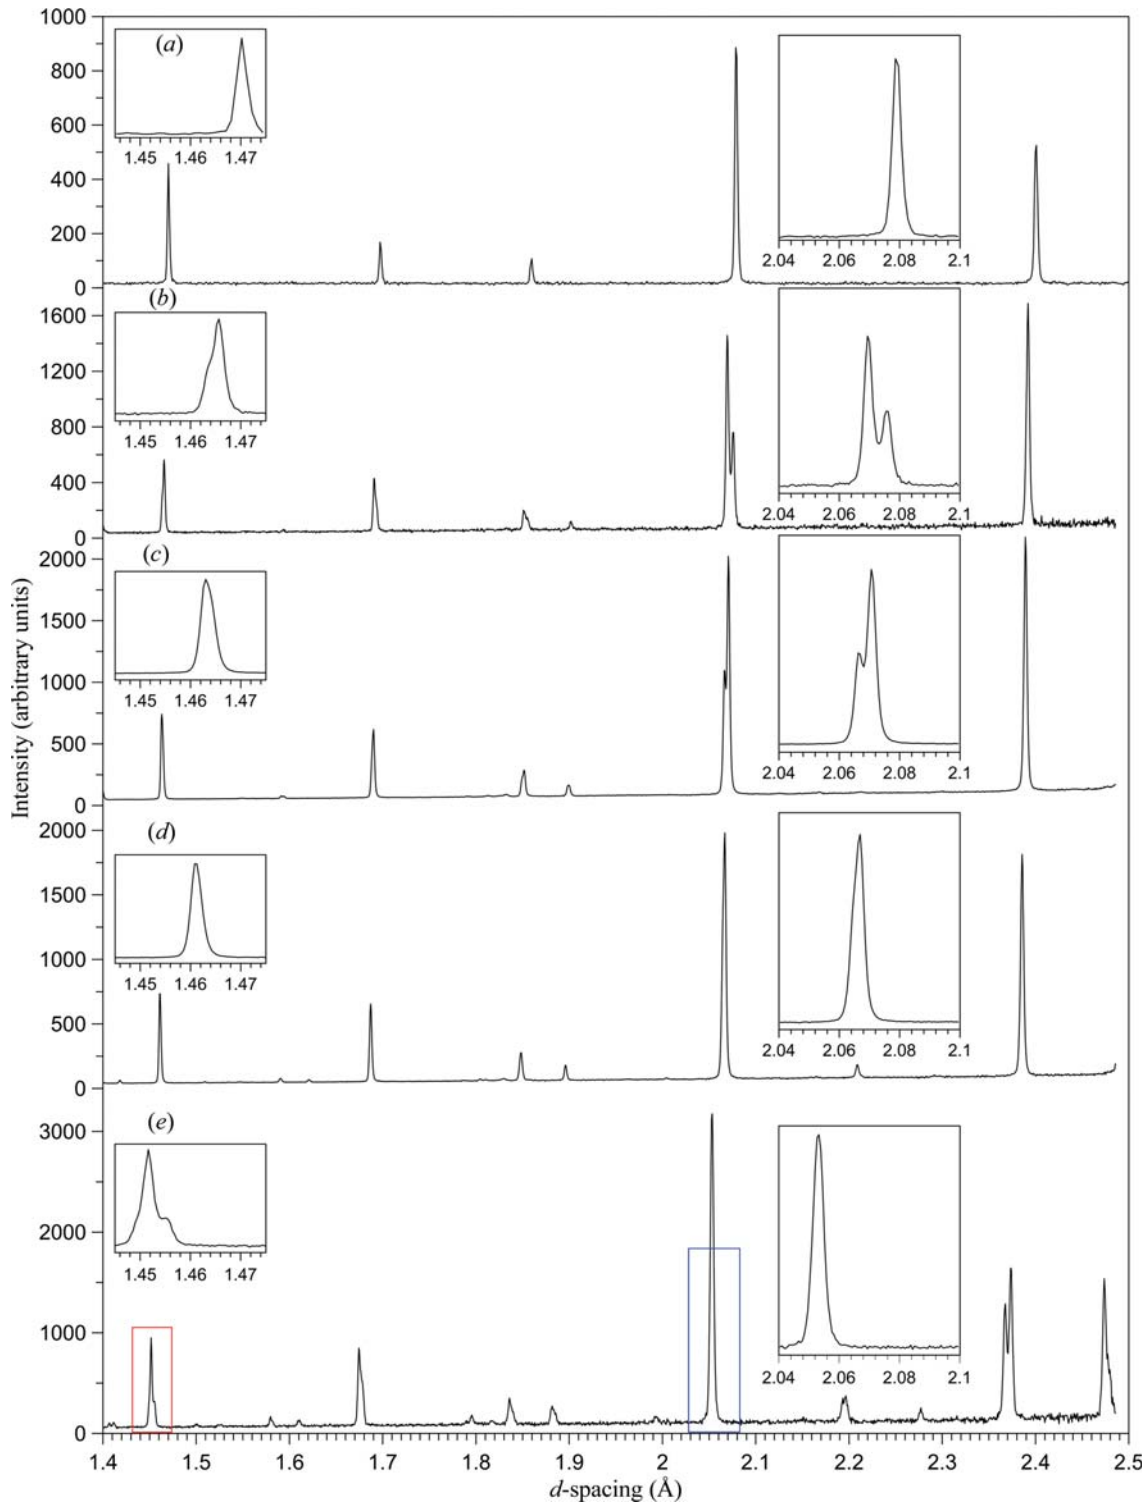 1000
(a)
800
600
1.45 1.46 1.47
400
200
2.04 2.06 2.08 2.1
0
(b)
1600
1200
800
1.45 1.46 1.47
400
2.04 2.06 2.08 2.1
0
(c)
2000
1500
1000
1.45 1.46 1.47
500
2.04 2.06 2.08 2.1
0
(d)
2000
1500
1000
1.45 1.46 1.47
500
2.04 2.06 2.08 2.1
0
(e)
3000
2000
1.45 1.46 1.47
1000
2.04 2.06 2.08 2.1
0
1.4 1.5 1.6 1.7 1.8 1.9 2 2.1 2.2 2.3 2.4 2.5
d-spacing (Å)
Intensity (arbitrary units)